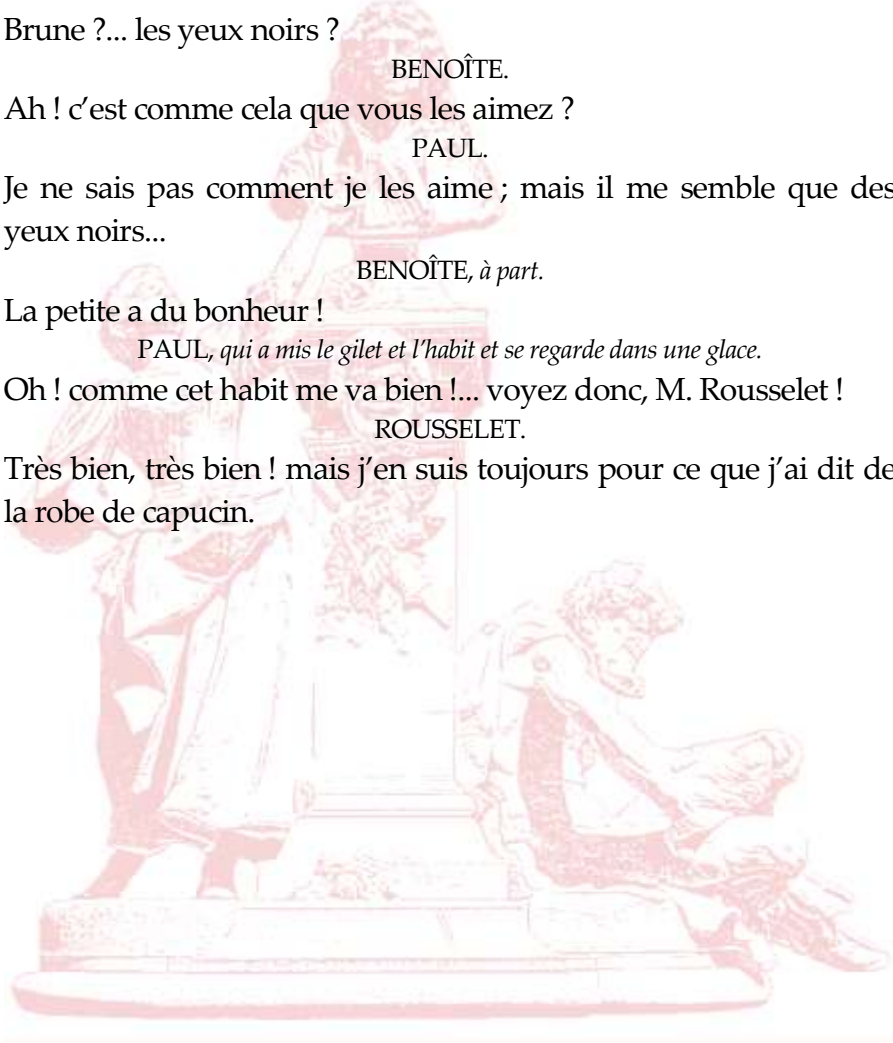 Brune ?... les yeux noirs ?
BENOÎTE.
Ah ! c’est comme cela que vous les aimez ?
PAUL.
Je ne sais pas comment je les aime ; mais il me semble que des
yeux noirs...
BENOÎTE, à part.
La petite a du bonheur !
PAUL, qui a mis le gilet et l’habit et se regarde dans une glace.
Oh ! comme cet habit me va bien !... voyez donc, M. Rousselet !
ROUSSELET.
Très bien, très bien ! mais j’en suis toujours pour ce que j’ai dit de
la robe de capucin.